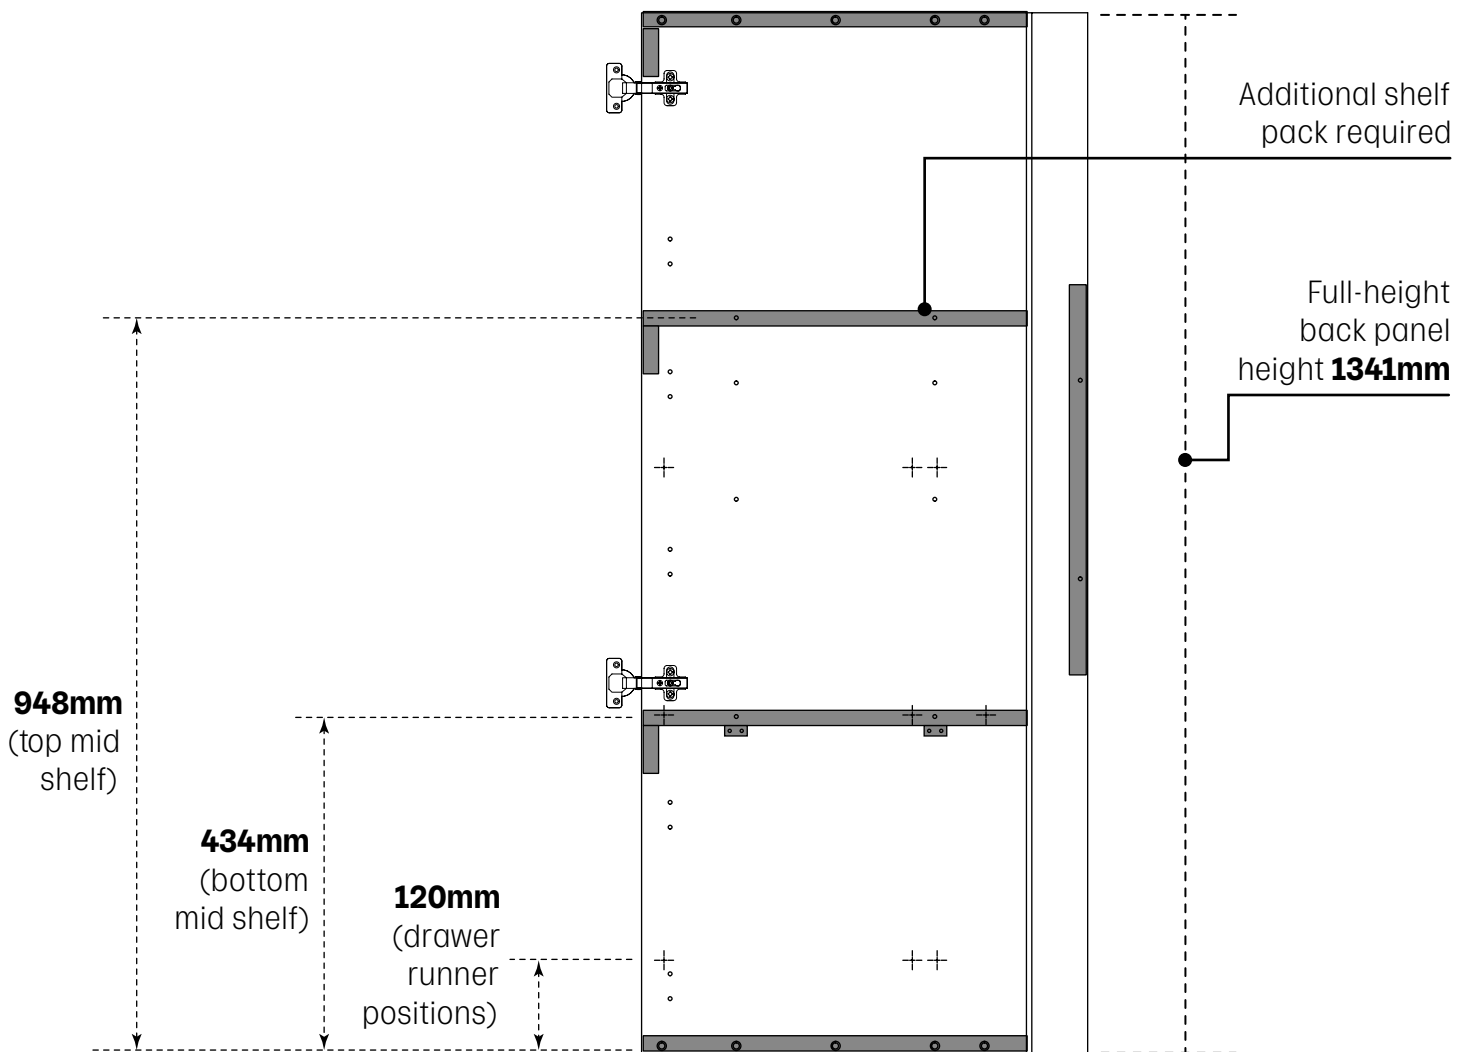 Additional shelf
pack required
Full-height
back panel
height 1341mm
948mm
(top mid
shelf)
434mm
(bottom
mid shelf)
120mm
(drawer
runner
positions)